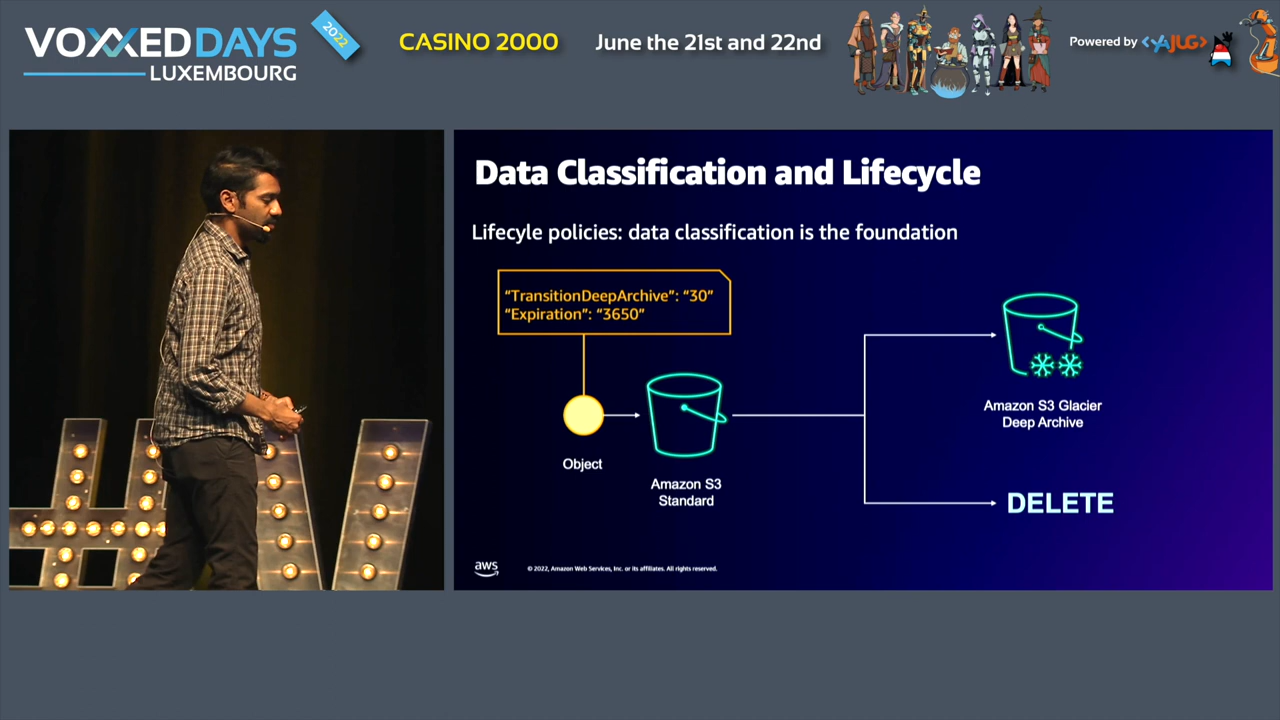 VOXXEDDAYS
LUXEMBOURG
2022
CASINO 2000
June the 21st and 22nd
Powered by <YAJUG>
Data Classification and Lifecycle
Lifecyle policies: data classification is the foundation
“TransitionDeepArchive”: “30”
“Expiration”: “3650”
Object
Amazon S3
Standard
Amazon S3 Glacier
Deep Archive
DELETE
aws
© 2022, Amazon Web Services, Inc. or its affiliates. All rights reserved.